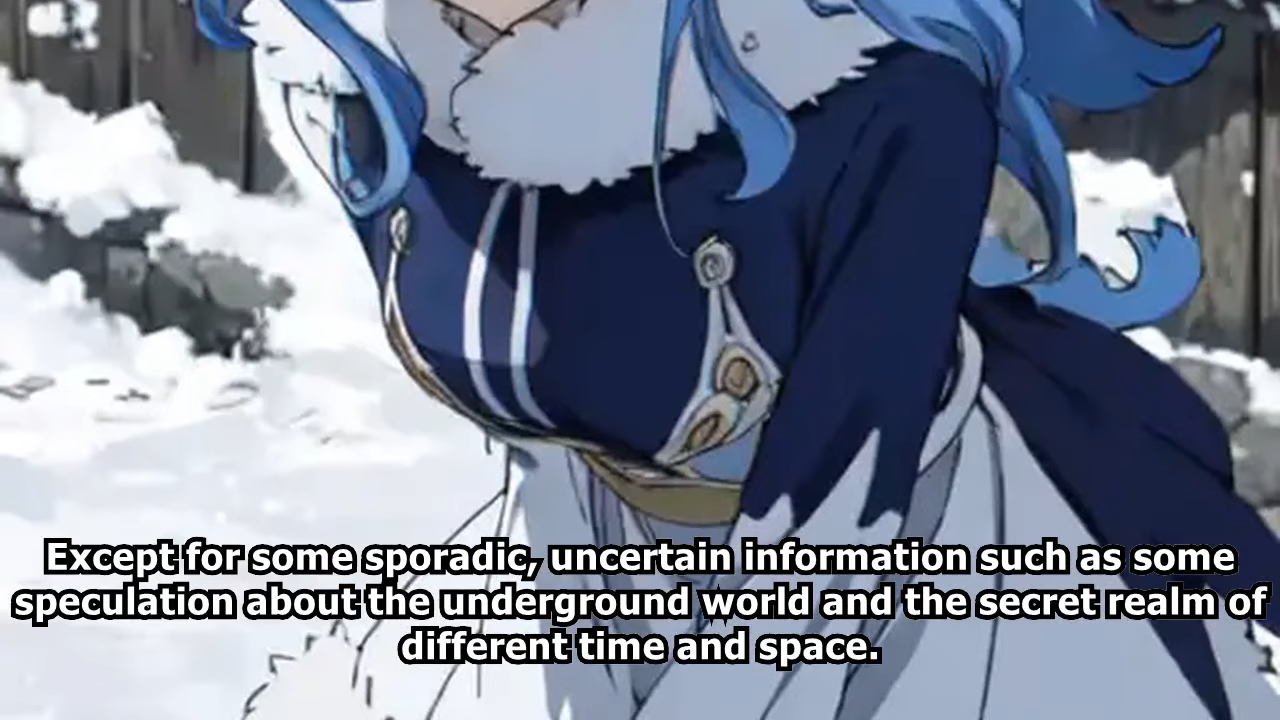 Except for some sporadic, uncertain information such as some
speculation about the underground world and the secret realm of
different time and space.